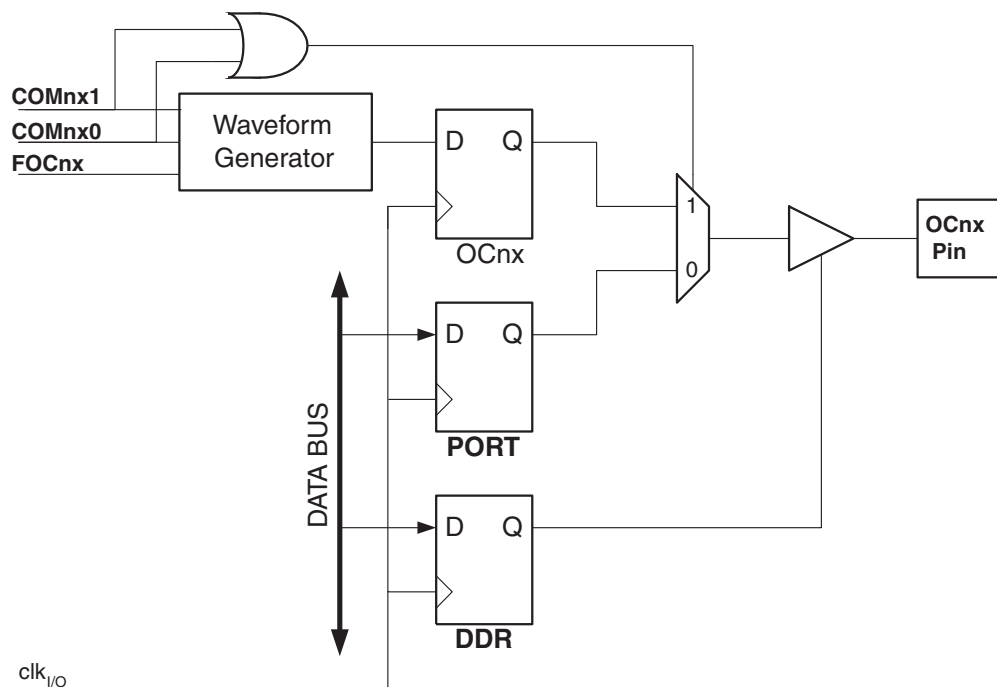 COMnx1
COMnx0
FOCnx
Waveform
Generator
D Q
OCnx
1
0
OCnx
Pin
D Q
PORT
DATA BUS
D Q
DDR
clkI/O